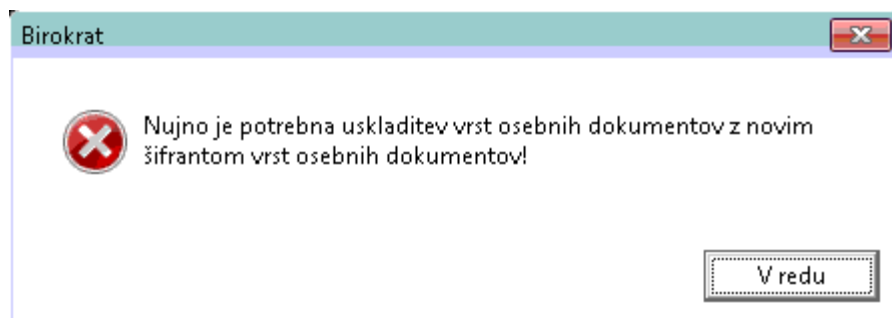 Birokrat
Nujno je potrebna uskladitev vrst osebnih dokumentov z novim
šifrantom vrst osebnih dokumentov!
V redu